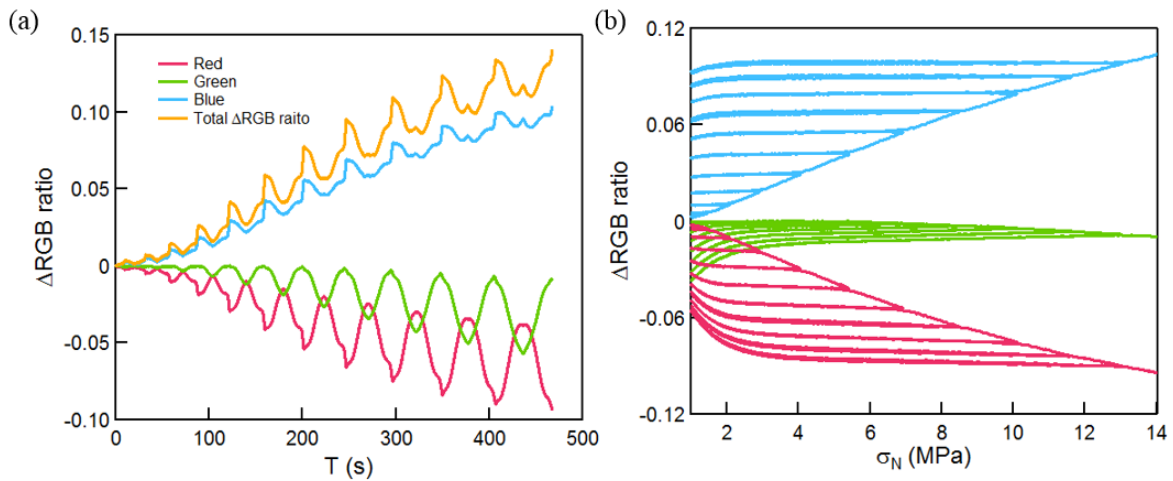 (a)
0.15
0.10
0.05
0
-0.05
-0.10
ΔRGB ratio
Red
Green
Blue
Total ΔRGB raito
0 100 200 300 400 500
T (s)
(b)
0.12
0.06
0
-0.06
-0.12
ΔRGB ratio
2 4 6 8 10 12 14
σN (MPa)